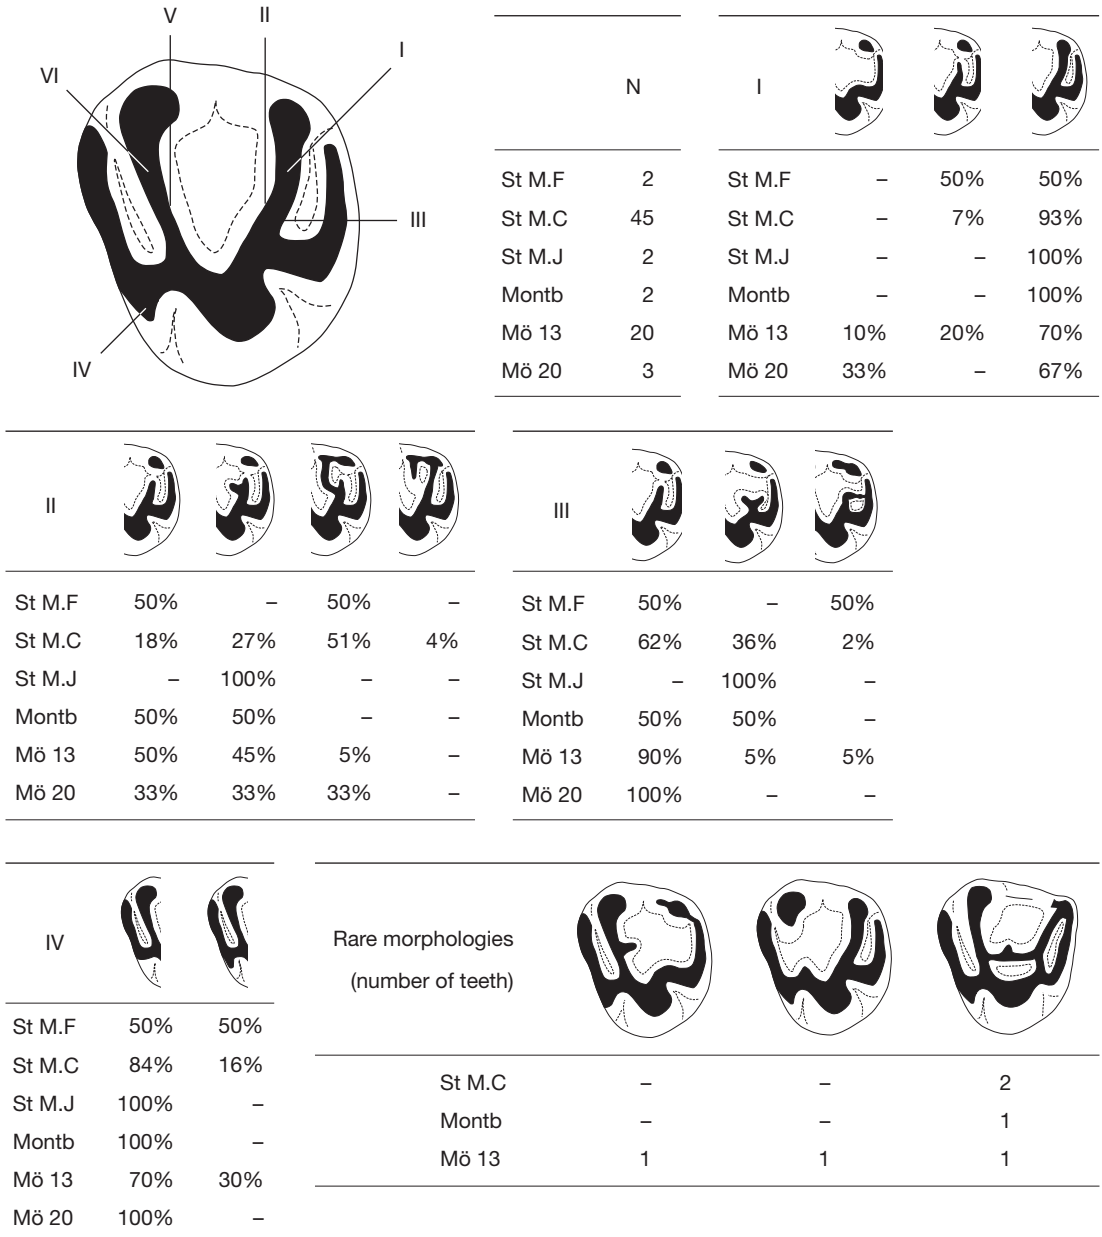 V
II
I
VI
III
IV
N
St M.F 2
St M.C 45
St M.J 2
Montb 2
Mö 13 20
Mö 20 3
I
St M.F – 50% 50%
St M.C – 7% 93%
St M.J – – 100%
Montb – – 100%
Mö 13 10% 20% 70%
Mö 20 33% – 67%
II
St M.F 50% – 50% –
St M.C 18% 27% 51% 4%
St M.J – 100% – –
Montb 50% 50% – –
Mö 13 50% 45% 5% –
Mö 20 33% 33% 33% –
III
St M.F 50% – 50%
St M.C 62% 36% 2%
St M.J – 100% –
Montb 50% 50% –
Mö 13 90% 5% 5%
Mö 20 100% – –
IV
St M.F 50% 50%
St M.C 84% 16%
St M.J 100% –
Montb 100% –
Mö 13 70% 30%
Mö 20 100% –
Rare morphologies
(number of teeth)
St M.C – – 2
Montb – – 1
Mö 13 1 1 1